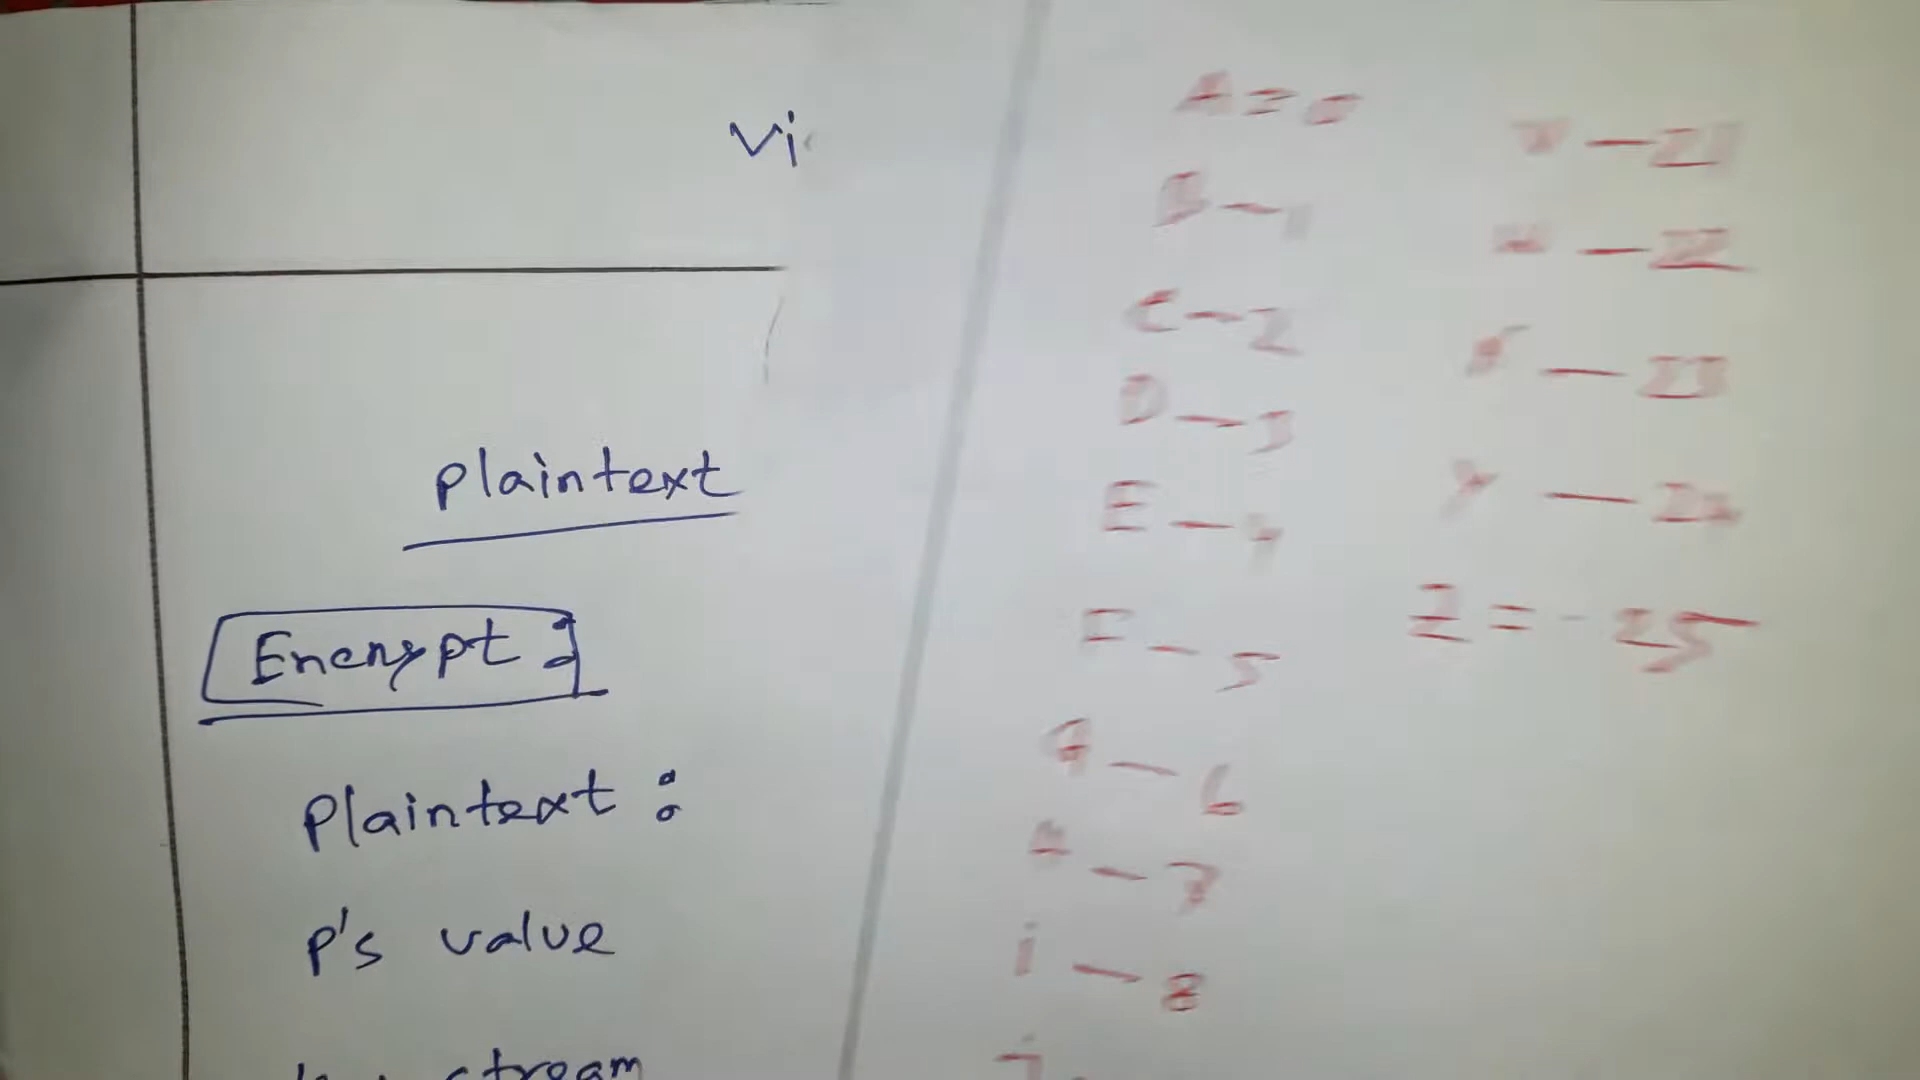 Vi
plaintext
Encrypt :
Plaintext :
P's value
stream
A = 0
B - 1
C - 2
D - 3
E - 4
F - 5
G - 6
H - 7
i - 8
V - 21
W - 22
X - 23
Y - 24
Z = 25